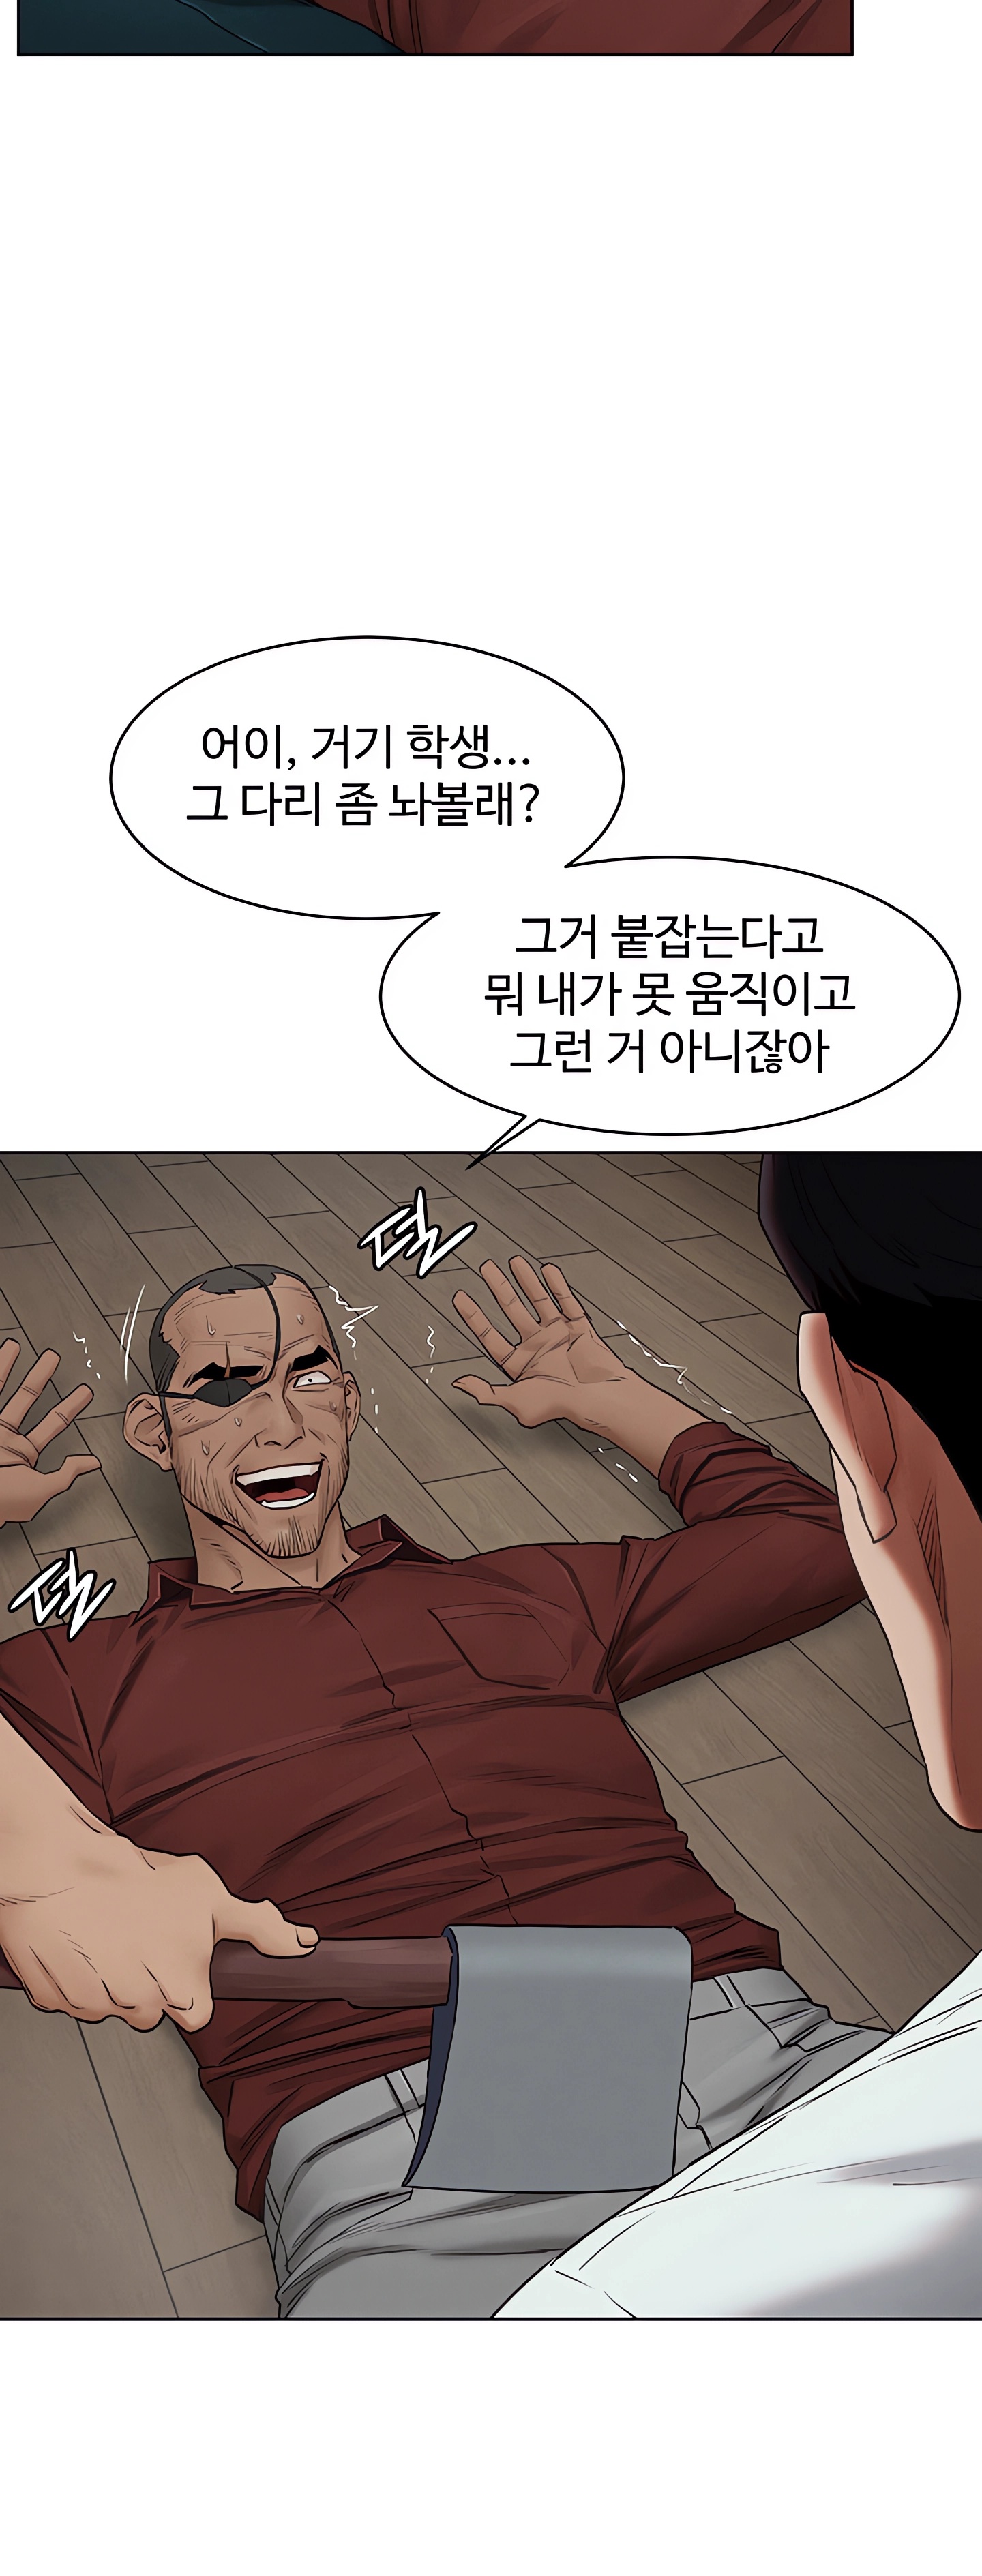 어이, 거기 학생...
그 다리 좀 놔볼래?
그거 붙잡는다고
뭐 내가 못 움직이고
그런 거 아니잖아
덜
덜